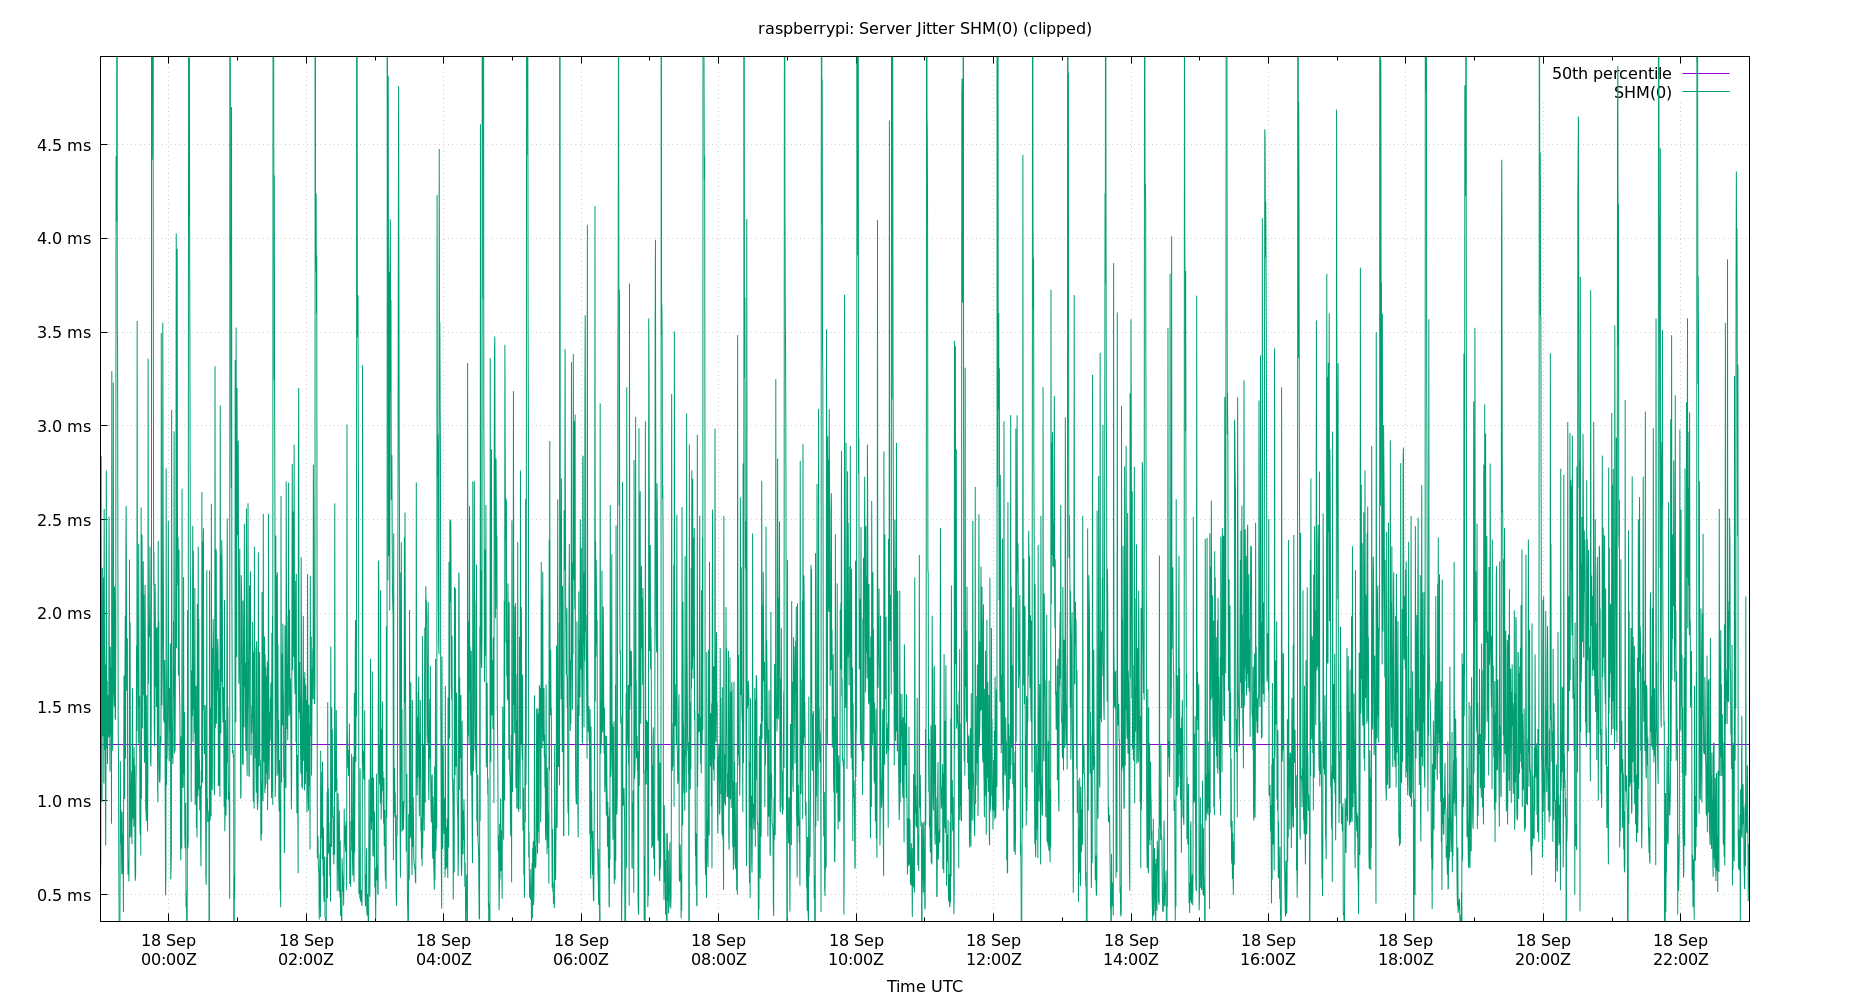 raspberrypi: Server Jitter SHM(0) (clipped)
50th percentile
SHM(0)
4.5 ms
4.0 ms
3.5 ms
3.0 ms
2.5 ms
2.0 ms
1.5 ms
1.0 ms
0.5 ms
18 Sep 18 Sep 18 Sep 18 Sep 18 Sep 18 Sep 18 Sep 18 Sep 18 Sep 18 Sep 18 Sep 18 Sep
00:00Z 02:00Z 04:00Z 06:00Z 08:00Z 10:00Z 12:00Z 14:00Z 16:00Z 18:00Z 20:00Z 22:00Z
Time UTC